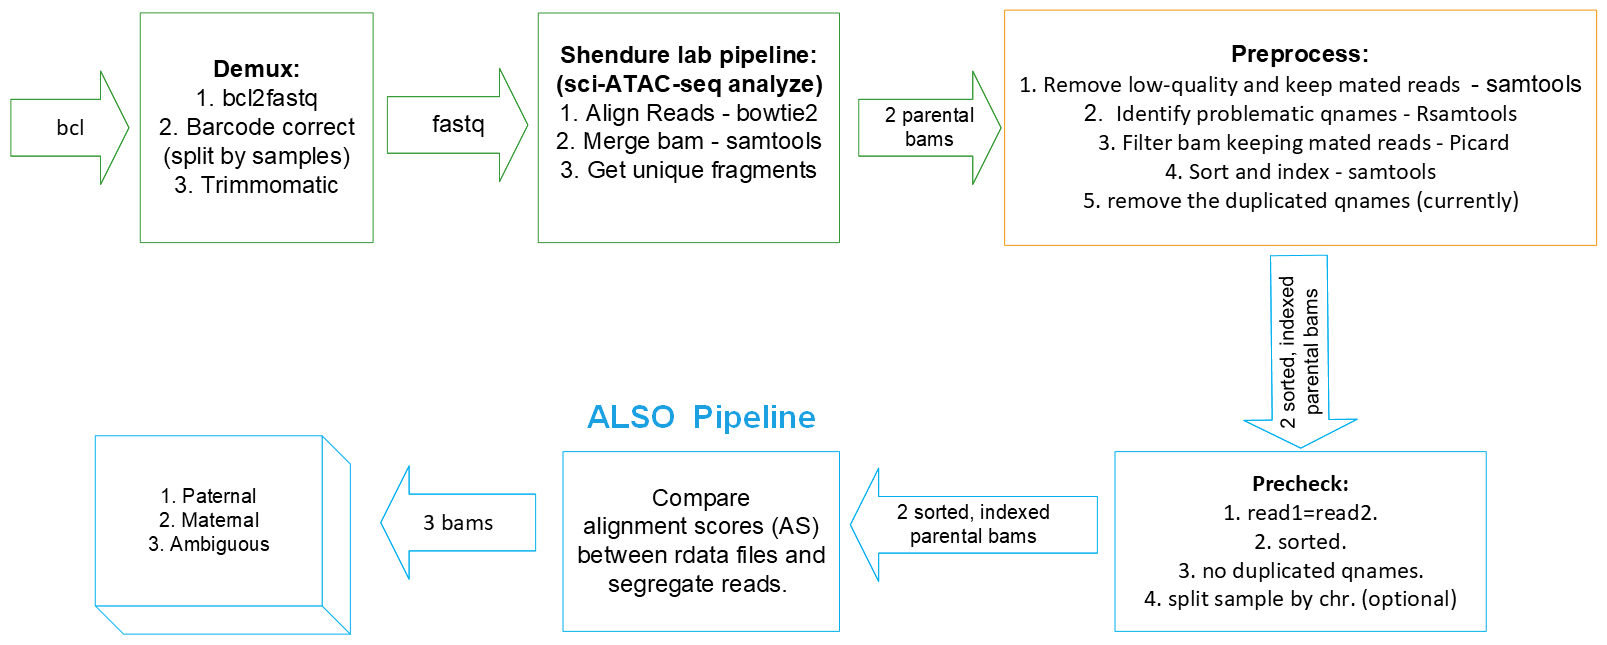 bcl
Demux:
1. bcl2fastq
2. Barcode correct
(split by samples)
3. Trimmomatic
fastq
Shendure lab pipeline:
(sci-ATAC-seq analyze)
1. Align Reads - bowtie2
2. Merge bam - samtools
3. Get unique fragments
2 parental
bams
Preprocess:
1. Remove low-quality and keep mated reads - samtools
2. Identify problematic qnames - Rsamtools
3. Filter bam keeping mated reads - Picard
4. Sort and index - samtools
5. remove the duplicated qnames (currently)
2 sorted, indexed
parental bams
Precheck:
1. read1=read2.
2. sorted.
3. no duplicated qnames.
4. split sample by chr. (optional)
2 sorted, indexed
parental bams
ALSO Pipeline
Compare
alignment scores (AS)
between rdata files and
segregate reads.
3 bams
1. Paternal
2. Maternal
3. Ambiguous